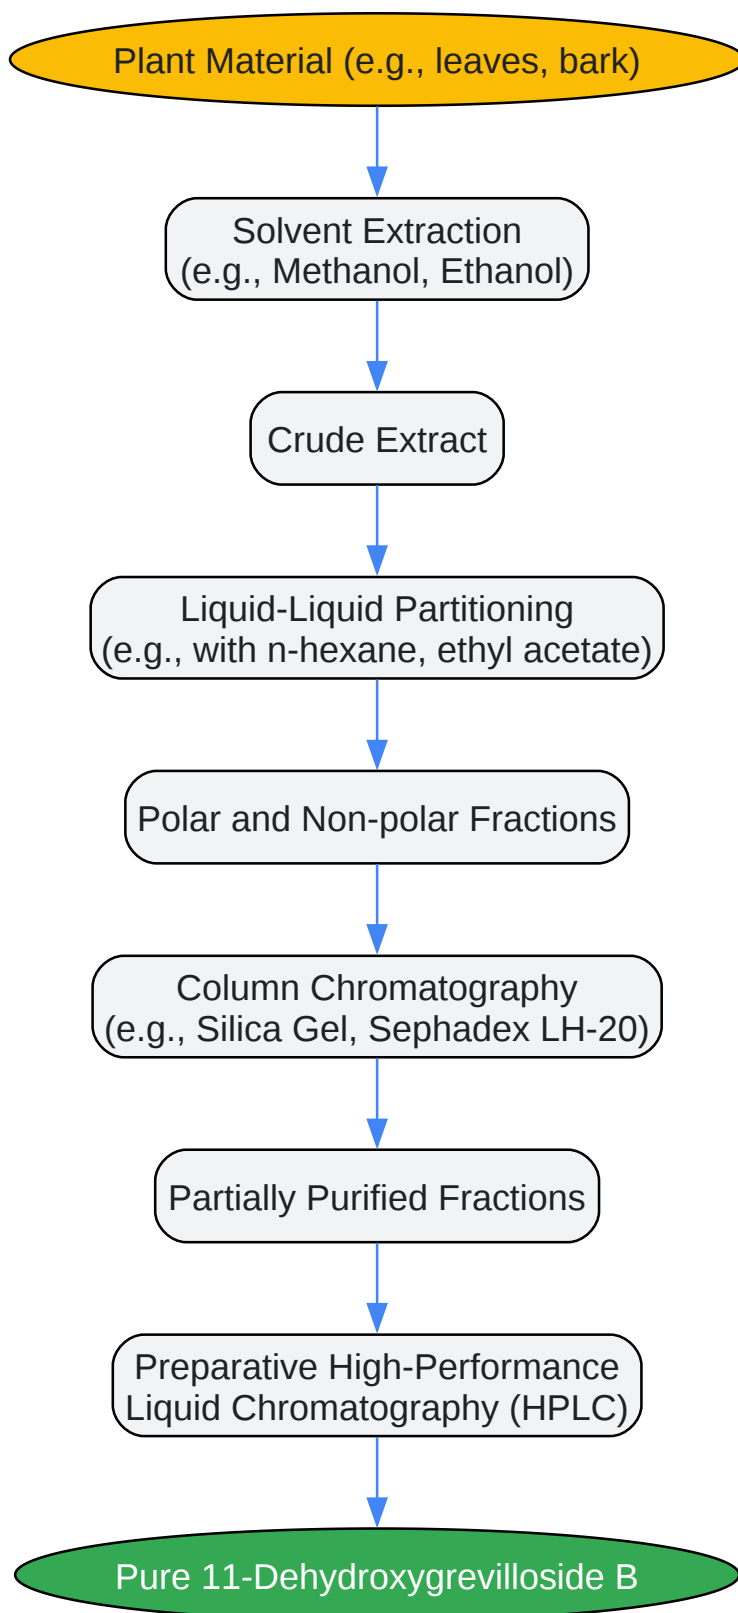 Plant Material (e.g., leaves, bark)
Solvent Extraction
(e.g., Methanol, Ethanol)
Crude Extract
Liquid-Liquid Partitioning
(e.g., with n-hexane, ethyl acetate)
Polar and Non-polar Fractions
Column Chromatography
(e.g., Silica Gel, Sephadex LH-20)
Partially Purified Fractions
Preparative High-Performance
Liquid Chromatography (HPLC)
Pure 11-Dehydroxygrevilloside B